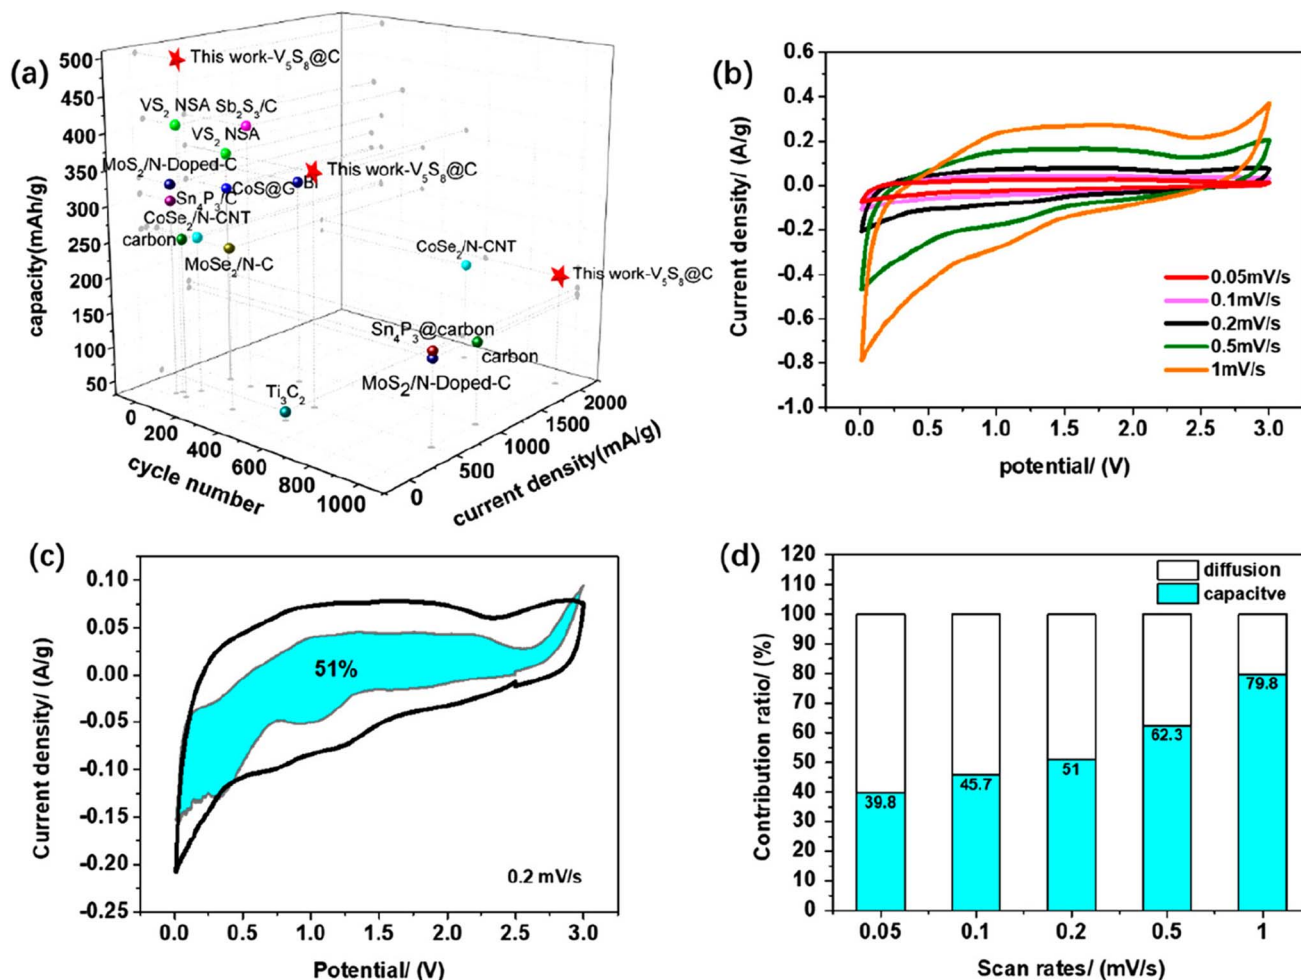 (a)
500
450
400
350
300
250
200
150
100
50
capacity(mAh/g)
This work-V₅S₈@C
VS₂ NSA
Sb₂S₃/C
VS₂ NSA
MoS₂/N-Doped-C
CoS@G
Bi
This work-V₅S₈@C
Sn₄P₃/C
CoSe₂/N-CNT
carbon
MoSe₂/N-C
CoSe₂/N-CNT
This work-V₅S₈@C
Sn₄P₃@carbon
carbon
MoS₂/N-Doped-C
Ti₃C₂
0
200
400
600
800
1000
cycle number
0
500
1000
1500
2000
current density(mA/g)
(b)
0.6
0.4
0.2
0.0
-0.2
-0.4
-0.6
-0.8
-1.0
Current density/ (A/g)
0.05mV/s
0.1mV/s
0.2mV/s
0.5mV/s
1mV/s
0.0 0.5 1.0 1.5 2.0 2.5 3.0
potential/ (V)
(c)
0.10
0.05
0.00
-0.05
-0.10
-0.15
-0.20
-0.25
Current density/ (A/g)
51%
0.2 mV/s
0.0 0.5 1.0 1.5 2.0 2.5 3.0
Potential/ (V)
(d)
120
110
100
90
80
70
60
50
40
30
20
10
0
Contribution ratio/ (%)
diffusion
capacitve
39.8
45.7
51
62.3
79.8
0.05 0.1 0.2 0.5 1
Scan rates/ (mV/s)